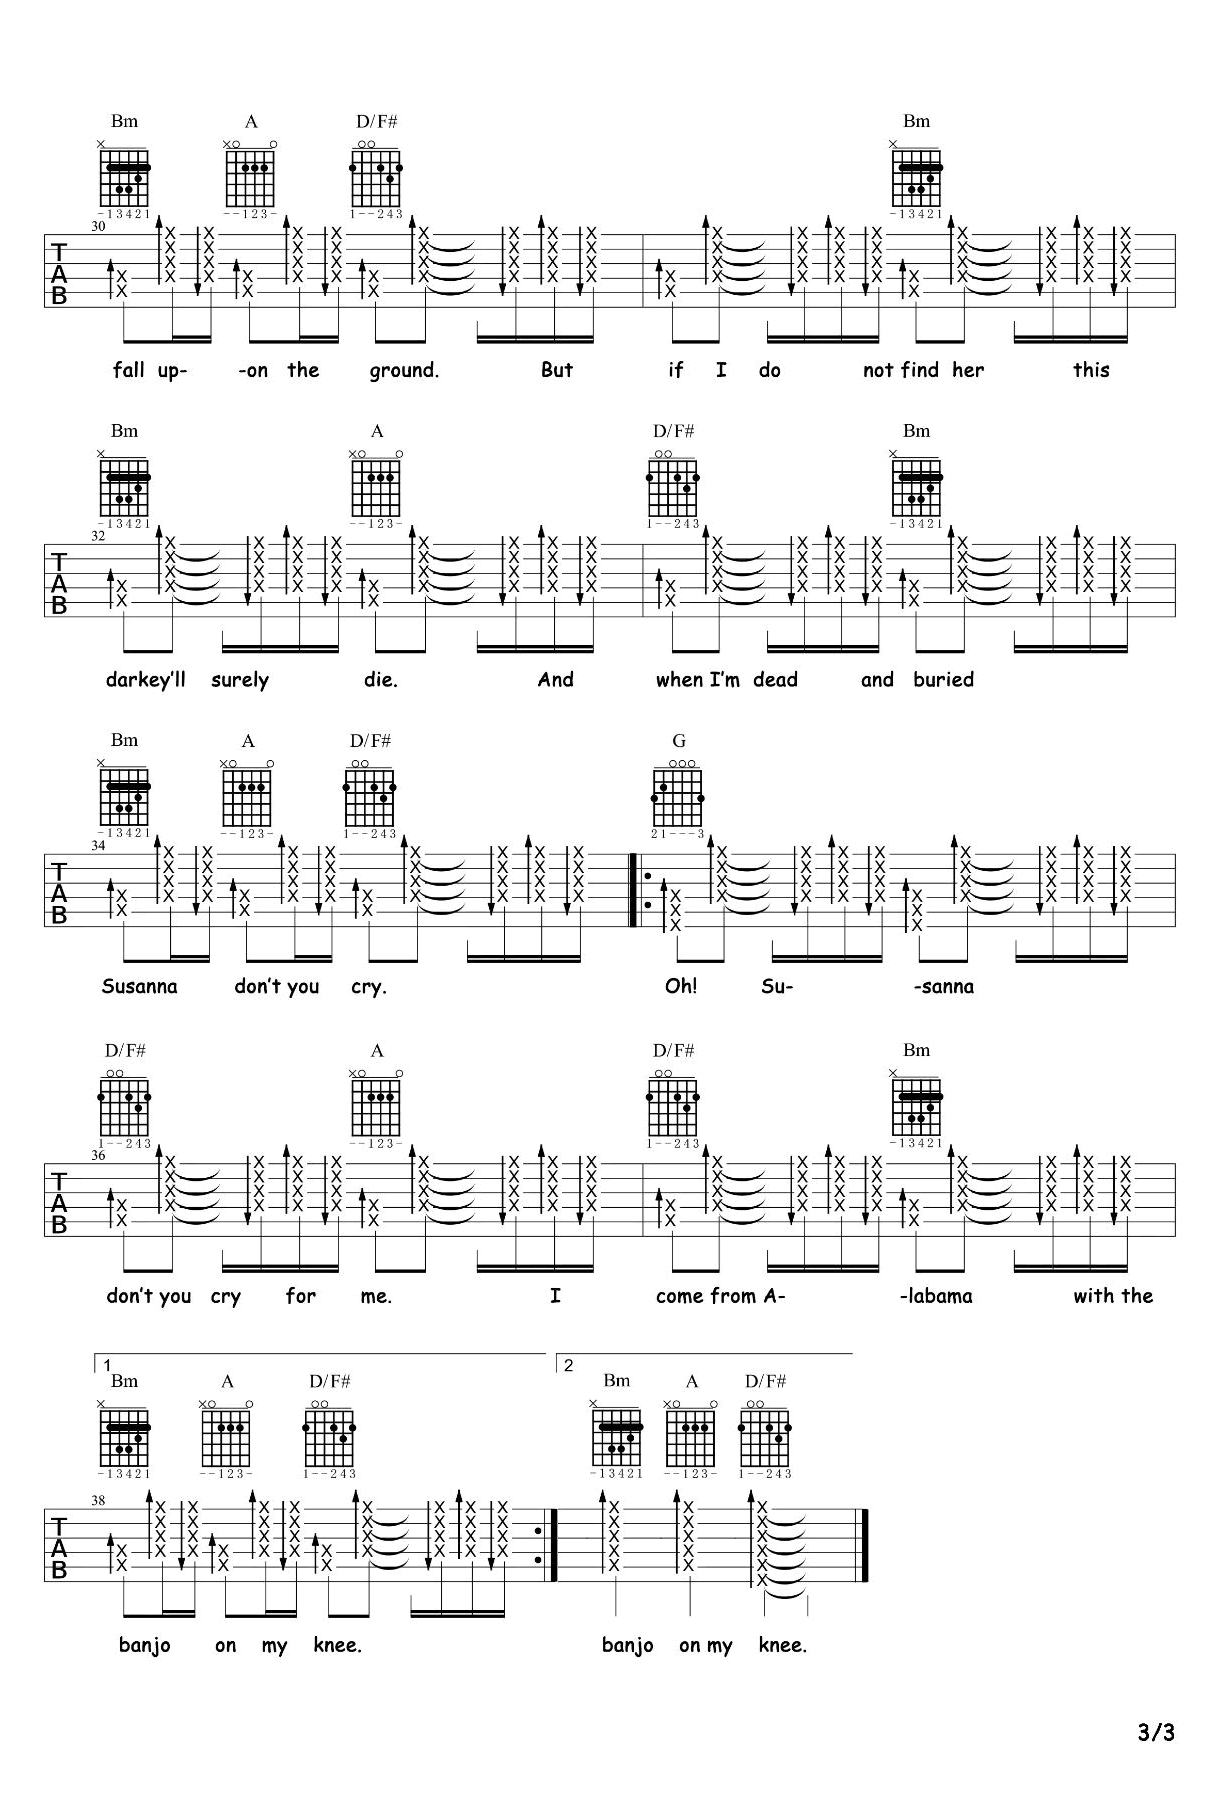 Bm A D/F# Bm
-13421 --123- 1--243 -13421
30
TAB
fall up- -on the ground. But if I do not find her this
Bm A D/F# Bm
-13421 --123- 1--243 -13421
32
TAB
darkey'll surely die. And when I'm dead and buried
Bm A D/F# G
-13421 --123- 1--243 21---3
34
TAB
Susanna don't you cry. Oh! Su- -sanna
D/F# A D/F# Bm
1--243 --123- 1--243 -13421
36
TAB
don't you cry for me. I come from A- -labama with the
1 2
Bm A D/F# Bm A D/F#
-13421 --123- 1--243 -13421 --123- 1--243
38
TAB
banjo on my knee. banjo on my knee.
3/3